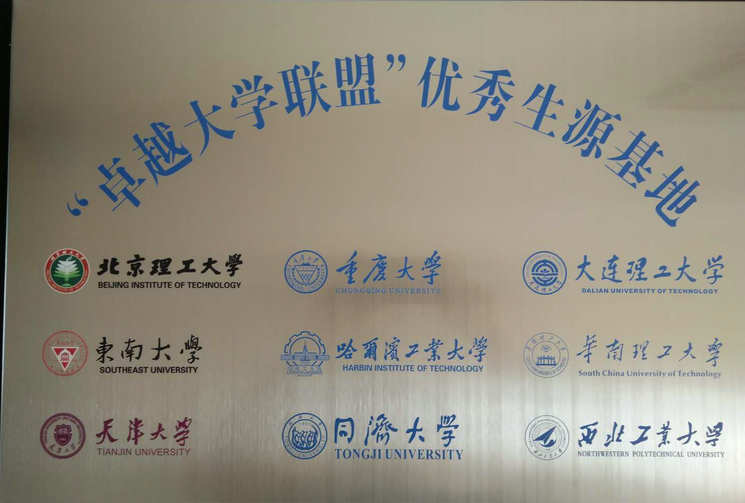 “卓越大学联盟”优秀生源基地
北京理工大學
BEIJING INSTITUTE OF TECHNOLOGY
重庆大学
CHONGQING UNIVERSITY
大连理工大学
DALIAN UNIVERSITY OF TECHNOLOGY
東南大學
SOUTHEAST UNIVERSITY
哈爾濱工業大學
HARBIN INSTITUTE OF TECHNOLOGY
華南理工大學
South China University of Technology
天津大学
TIANJIN UNIVERSITY
同濟大学
TONGJI UNIVERSITY
西北工业大学
NORTHWESTERN POLYTECHNICAL UNIVERSITY